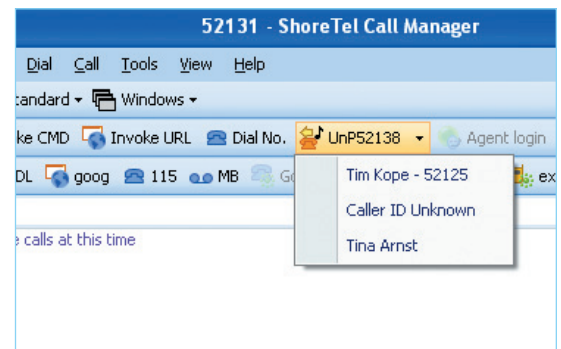 52131 - ShoreTel Call Manager
Dial Call Tools View Help
tandard Windows
ke CMD Invoke URL Dial No. UnP52138 Agent login
DL goog 115 MB G ex
Tim Kope - 52125
Caller ID Unknown
Tina Arnst
calls at this time